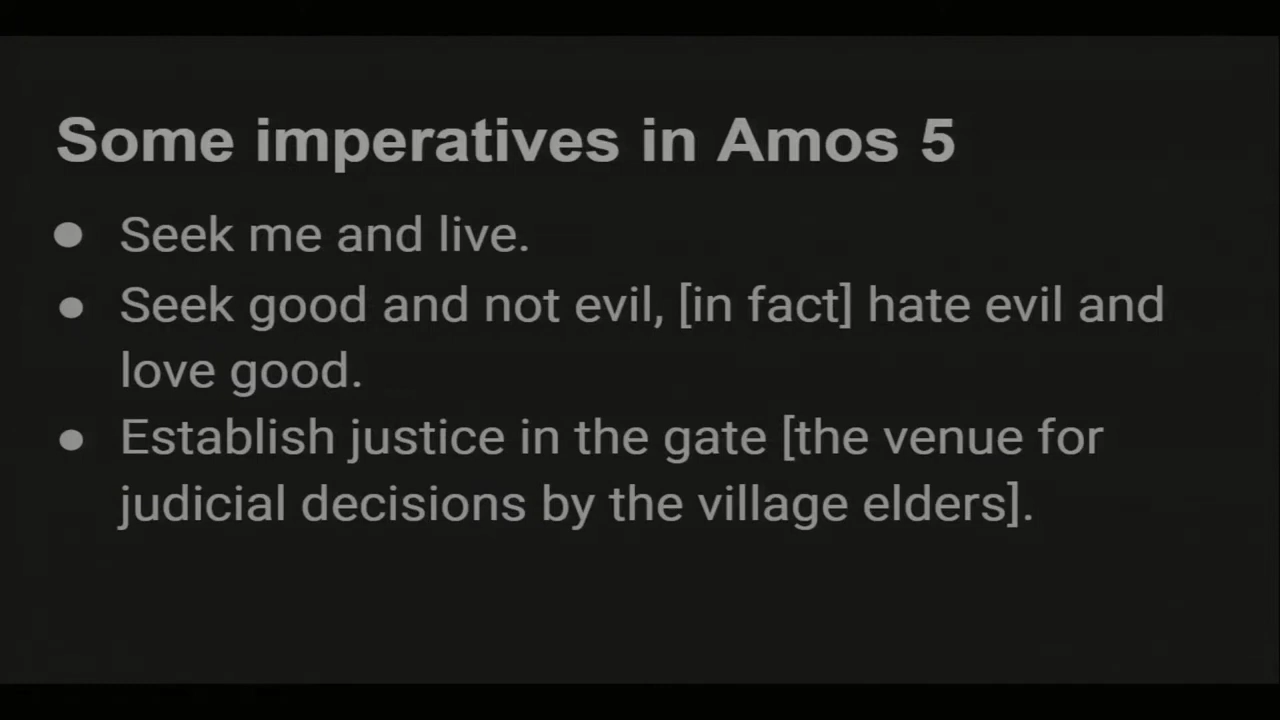 Some imperatives in Amos 5
● Seek me and live.
● Seek good and not evil, [in fact] hate evil and
love good.
● Establish justice in the gate [the venue for
judicial decisions by the village elders].